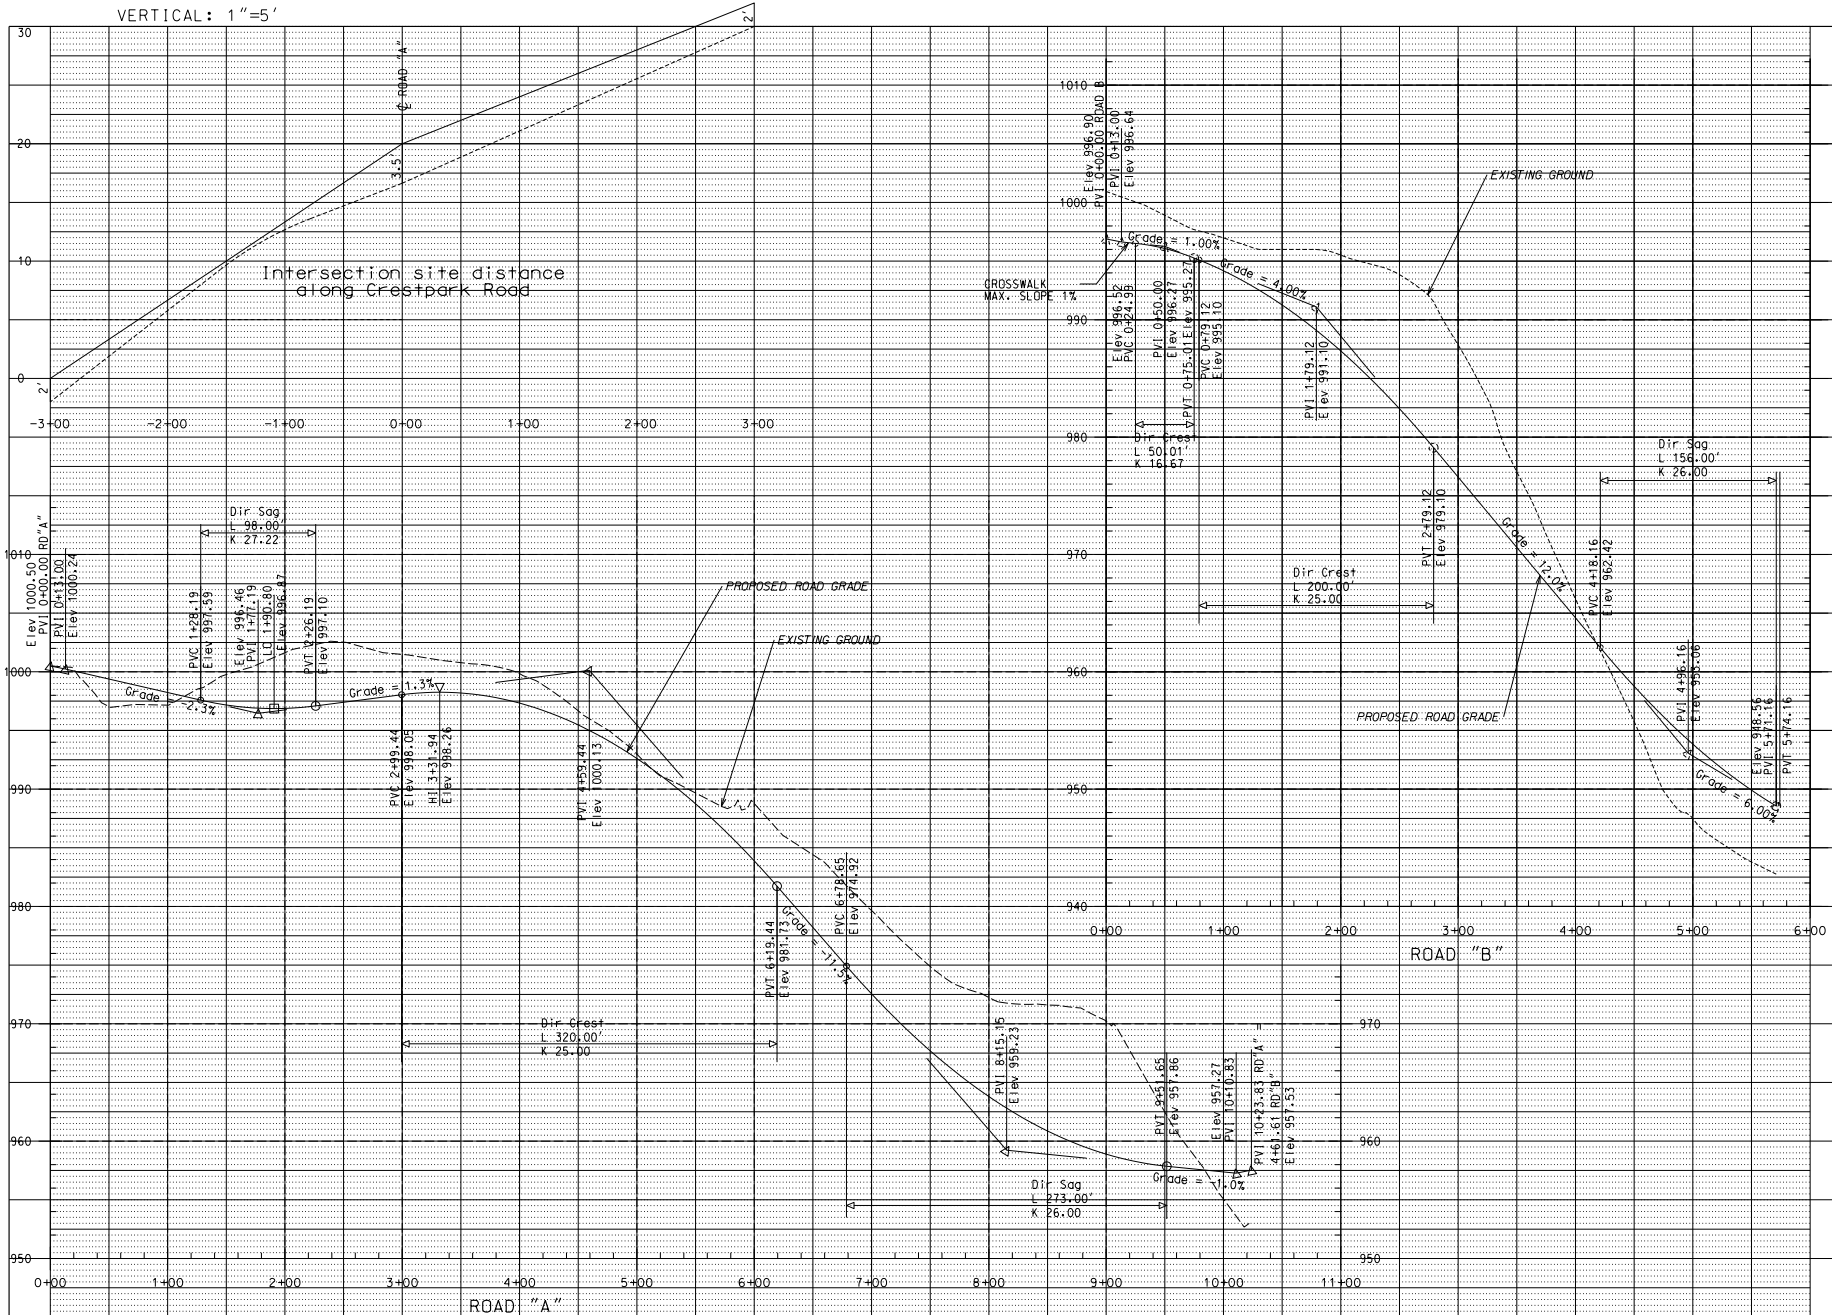 VERTICAL: 1"=5'
30
20
10
0
2'
3.5'
2'
℄ ROAD "A"
Intersection site distance
along Crestpark Road
-3+00
-2+00
-1+00
0+00
1+00
2+00
3+00
1010
1000
990
980
970
960
950
Elev 1000.50
PVI 0+00.00 RD"A"
PVI 0+13.00
Elev 1000.24
Dir Sag
L 98.00'
K 27.22
PVC 1+28.19
Elev 997.59
Elev 996.46
PVI 1+77.19
LO 1+90.80
Elev 996.87
PVT 2+26.19
Elev 997.10
Grade = -2.3%
Grade = 1.3%
PVC 2+99.44
Elev 998.05
HI 3+31.94
Elev 998.26
PROPOSED ROAD GRADE
EXISTING GROUND
PVI 4+59.44
Elev 1000.13
PVT 6+19.44
Elev 981.73
Grade = -11.5%
PVC 6+78.65
Elev 974.92
Dir Crest
L 320.00'
K 25.00
PVI 8+15.15
Elev 959.23
Dir Sag
L 273.00'
K 26.00
PVT 9+51.65
Elev 957.86
Grade = -1.0%
Elev 957.27
PVI 10+10.83
PVI 10+23.83 RD"A" =
4+61.61 RD"B"
Elev 957.53
970
960
950
0+00
1+00
2+00
3+00
4+00
5+00
6+00
7+00
8+00
9+00
10+00
11+00
ROAD "A"
1010
1000
990
980
970
960
950
940
Elev 996.90
PVI 0+00.00 ROAD B
PVI 0+13.00
Elev 996.64
Grade = 1.00%
CROSSWALK
MAX. SLOPE 1%
Elev 996.52
PVC 0+24.99
PVI 0+50.00
Elev 996.27
PVT 0+75.01
Elev 995.27
PVC 0+79.12
Elev 995.10
Dir Crest
L 50.01'
K 16.67
Grade = 4.00%
PVI 1+79.12
Elev 991.10
EXISTING GROUND
Dir Crest
L 200.00'
K 25.00
PVT 2+79.12
Elev 979.10
Grade = 12.0%
PROPOSED ROAD GRADE
PVC 4+18.16
Elev 962.42
Dir Sag
L 156.00'
K 26.00
PVI 4+96.16
Elev 953.06
Grade = 6.00%
Elev 948.56
PVI 5+71.16
PVT 5+74.16
0+00
1+00
2+00
3+00
4+00
5+00
6+00
ROAD "B"